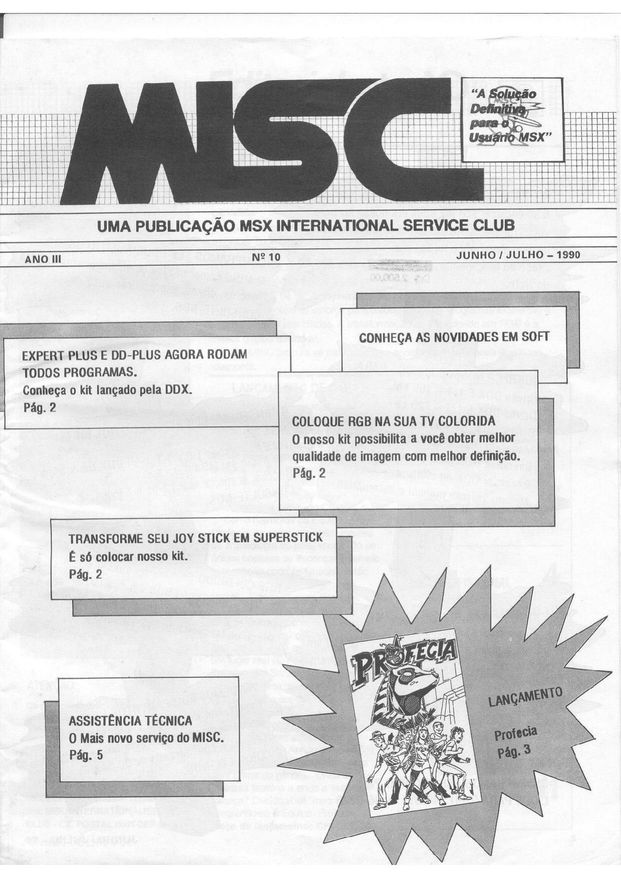 MISC
"A Solução
Definitiva
para o
Usuário MSX"
UMA PUBLICAÇÃO MSX INTERNATIONAL SERVICE CLUB
ANO III Nº 10 JUNHO / JULHO – 1990
CONHEÇA AS NOVIDADES EM SOFT
EXPERT PLUS E DD-PLUS AGORA RODAM
TODOS PROGRAMAS.
Conheça o kit lançado pela DDX.
Pág. 2
COLOQUE RGB NA SUA TV COLORIDA
O nosso kit possibilita a você obter melhor
qualidade de imagem com melhor definição.
Pág. 2
TRANSFORME SEU JOY STICK EM SUPERSTICK
É só colocar nosso kit.
Pág. 2
PROFECIA
LANÇAMENTO
Profecia
Pág. 3
ASSISTÊNCIA TÉCNICA
O Mais novo serviço do MISC.
Pág. 5